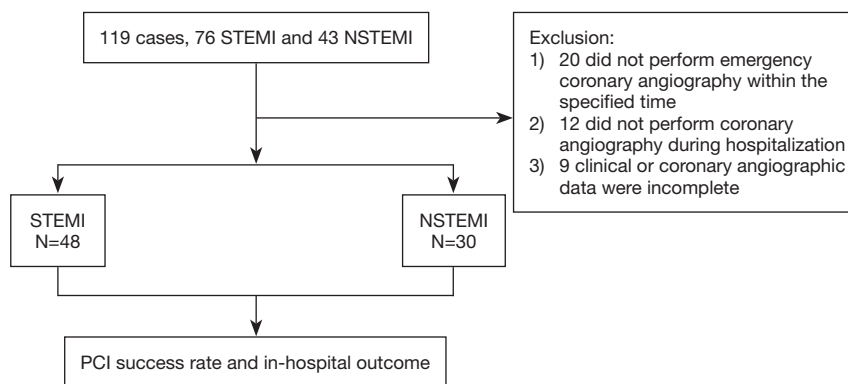 119 cases, 76 STEMI and 43 NSTEMI
Exclusion:
1) 20 did not perform emergency
coronary angiography within the
specified time
2) 12 did not perform coronary
angiography during hospitalization
3) 9 clinical or coronary angiographic
data were incomplete
STEMI
N=48
NSTEMI
N=30
PCI success rate and in-hospital outcome